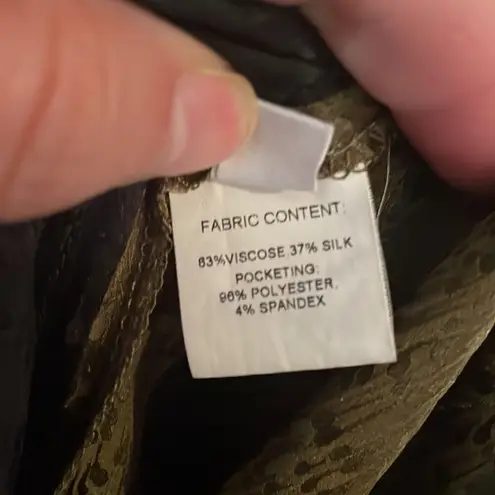 FABRIC CONTENT:
63%VISCOSE 37% SILK
POCKETING:
96% POLYESTER,
4% SPANDEX